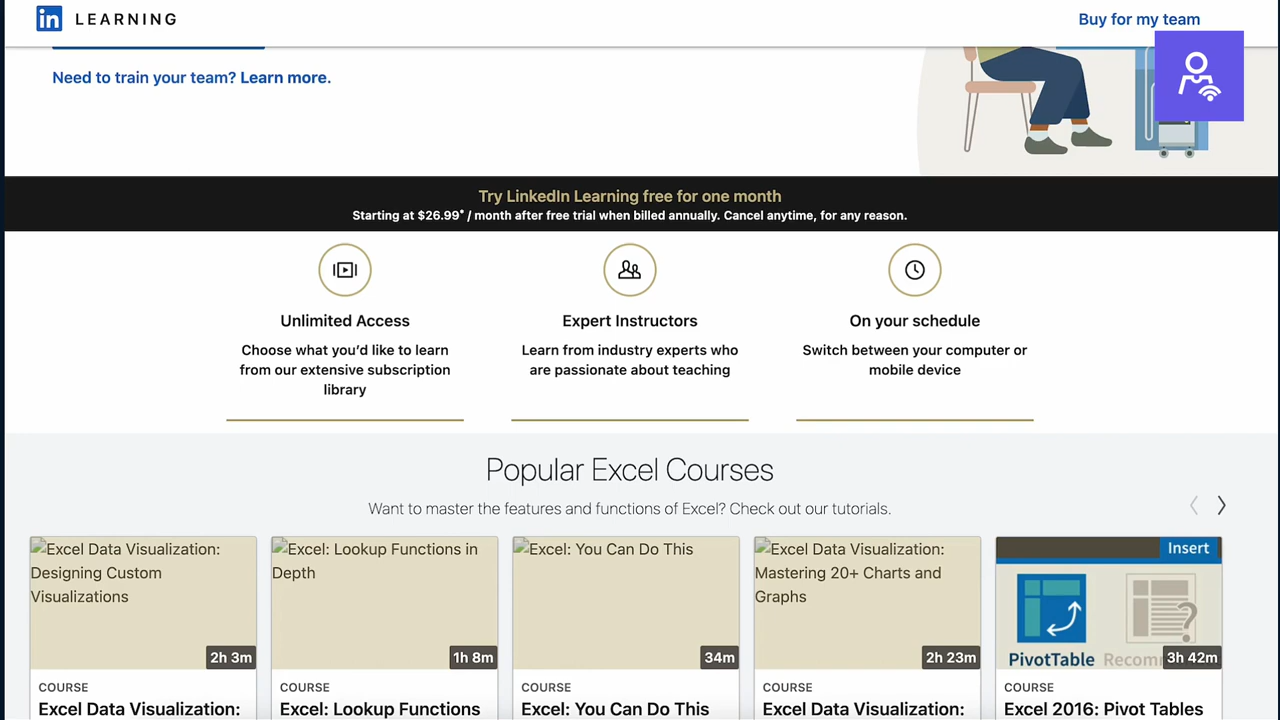 in LEARNING
Buy for my team
Need to train your team? Learn more.
Try LinkedIn Learning free for one month
Starting at $26.99* / month after free trial when billed annually. Cancel anytime, for any reason.
Unlimited Access
Choose what you’d like to learn
from our extensive subscription
library
Expert Instructors
Learn from industry experts who
are passionate about teaching
On your schedule
Switch between your computer or
mobile device
Popular Excel Courses
Want to master the features and functions of Excel? Check out our tutorials.
Excel Data Visualization:
Designing Custom
Visualizations
2h 3m
COURSE
Excel Data Visualization:
Excel: Lookup Functions in
Depth
1h 8m
COURSE
Excel: Lookup Functions
Excel: You Can Do This
34m
COURSE
Excel: You Can Do This
Excel Data Visualization:
Mastering 20+ Charts and
Graphs
2h 23m
COURSE
Excel Data Visualization:
Insert
?
PivotTable Recomm
3h 42m
COURSE
Excel 2016: Pivot Tables